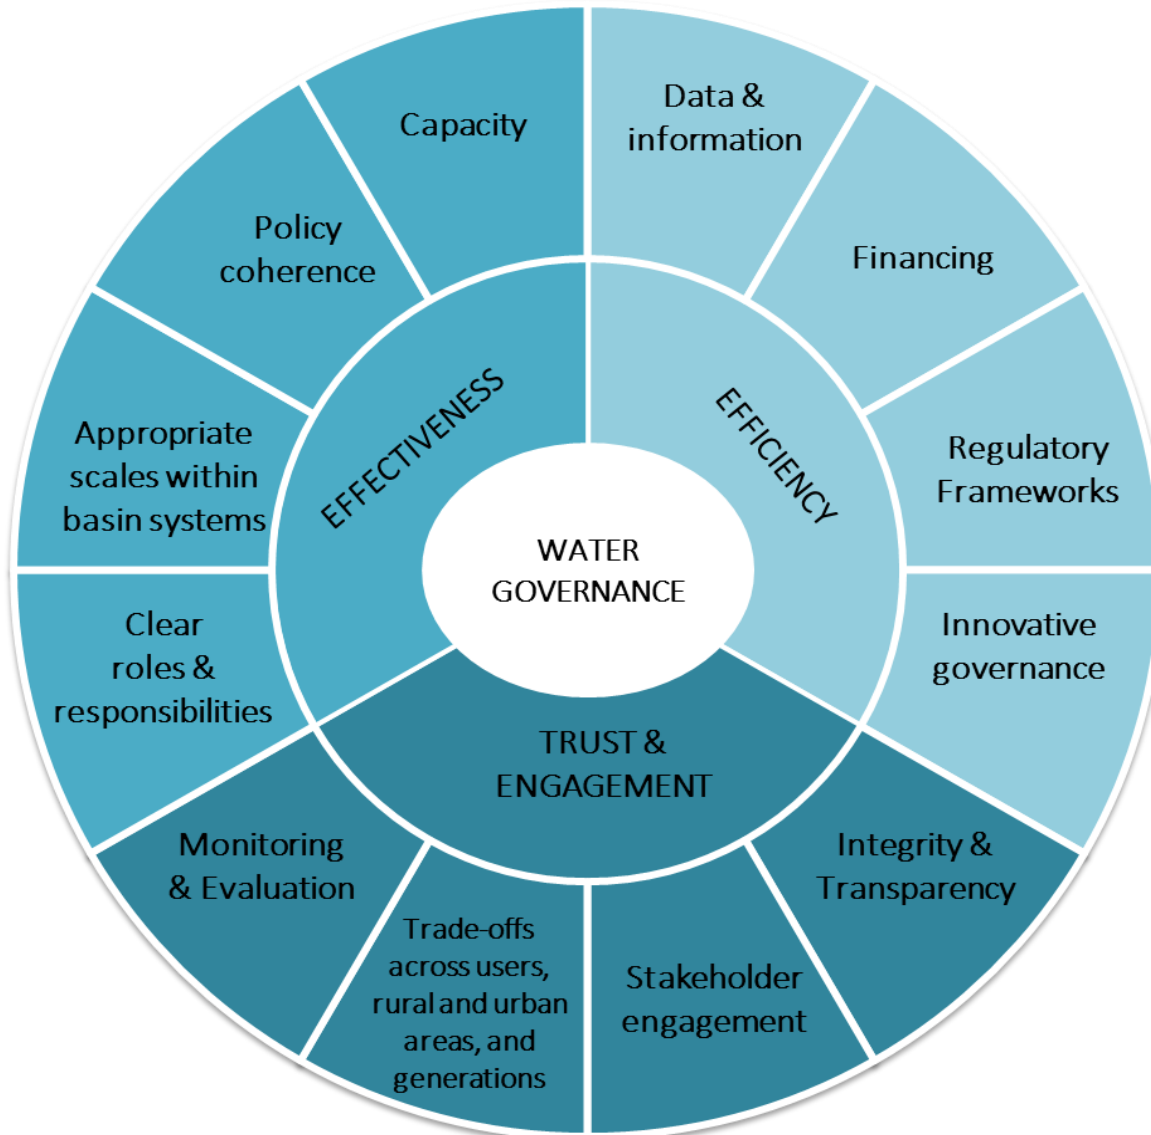 Capacity
Data &
information
Policy
coherence
Financing
Appropriate
scales within
basin systems
Regulatory
Frameworks
EFFECTIVENESS
EFFICIENCY
WATER
GOVERNANCE
Clear
roles &
responsibilities
Innovative
governance
TRUST &
ENGAGEMENT
Monitoring
& Evaluation
Integrity &
Transparency
Trade-offs
across users,
rural and urban
areas, and
generations
Stakeholder
engagement